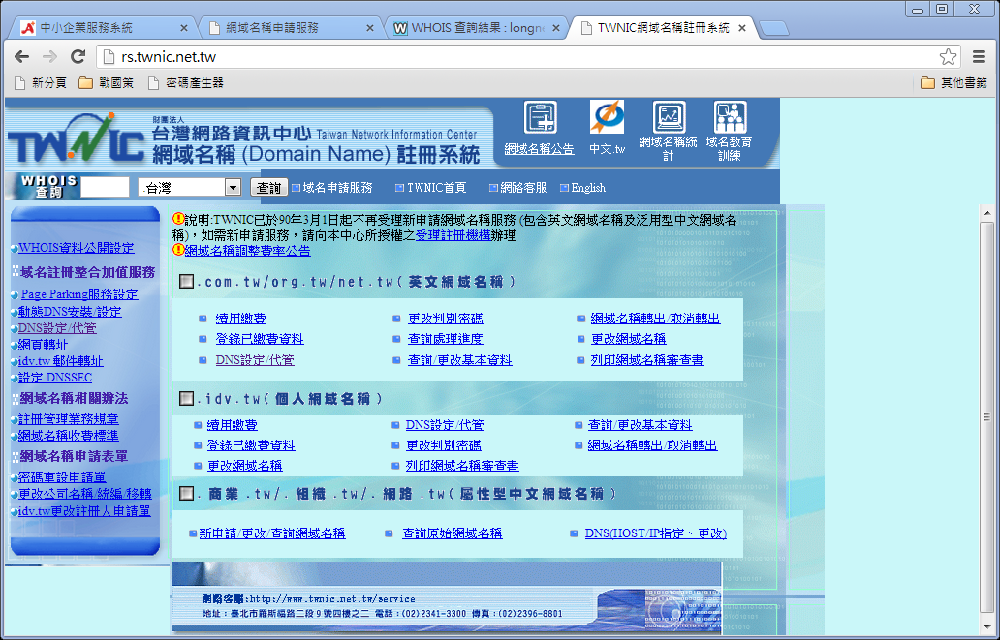 中小企業服務系統
網域名稱申請服務
WHOIS 查詢結果 : longn
TWNIC網域名稱註冊系統
rs.twnic.net.tw
新分頁
戰國策
密碼產生器
其他書籤
TWNIC
財團法人
台灣網路資訊中心 Taiwan Network Information Center
網域名稱 (Domain Name) 註冊系統
網域名稱公告
中文.tw
網域名稱統計
域名教育訓練
WHOIS
查詢
.台灣
查詢
域名申請服務
TWNIC首頁
網路客服
English
WHOIS資料公開設定
域名註冊整合加值服務
Page Parking服務設定
動態DNS安裝/設定
DNS設定/代管
網頁轉址
idv.tw 郵件轉址
設定 DNSSEC
網域名稱相關辦法
註冊管理業務規章
網域名稱收費標準
網域名稱申請表單
密碼重設申請單
更改公司名稱/統編/移轉
idv.tw更改註冊人申請單
說明:TWNIC已於90年3月1日起不再受理新申請網域名稱服務 (包含英文網域名稱及泛用型中文網域名
稱)，如需新申請服務，請向本中心所授權之受理註冊機構辦理
網域名稱調整費率公告
.com.tw/org.tw/net.tw(英文網域名稱)
續用繳費
更改判別密碼
網域名稱轉出/取消轉出
登錄已繳費資料
查詢處理進度
更改網域名稱
DNS設定/代管
查詢/更改基本資料
列印網域名稱審查書
.idv.tw(個人網域名稱)
續用繳費
DNS設定/代管
查詢/更改基本資料
登錄已繳費資料
更改判別密碼
網域名稱轉出/取消轉出
更改網域名稱
列印網域名稱審查書
.商業.tw/.組織.tw/.網路.tw(屬性型中文網域名稱)
新申請/更改/查詢網域名稱
查詢原始網域名稱
DNS(HOST/IP指定、更改)
網路客服:http://www.twnic.net.tw/service
地址：臺北市羅斯福路二段９號四樓之二 電話：(02)2341-3300 傳真：(02)2396-8801